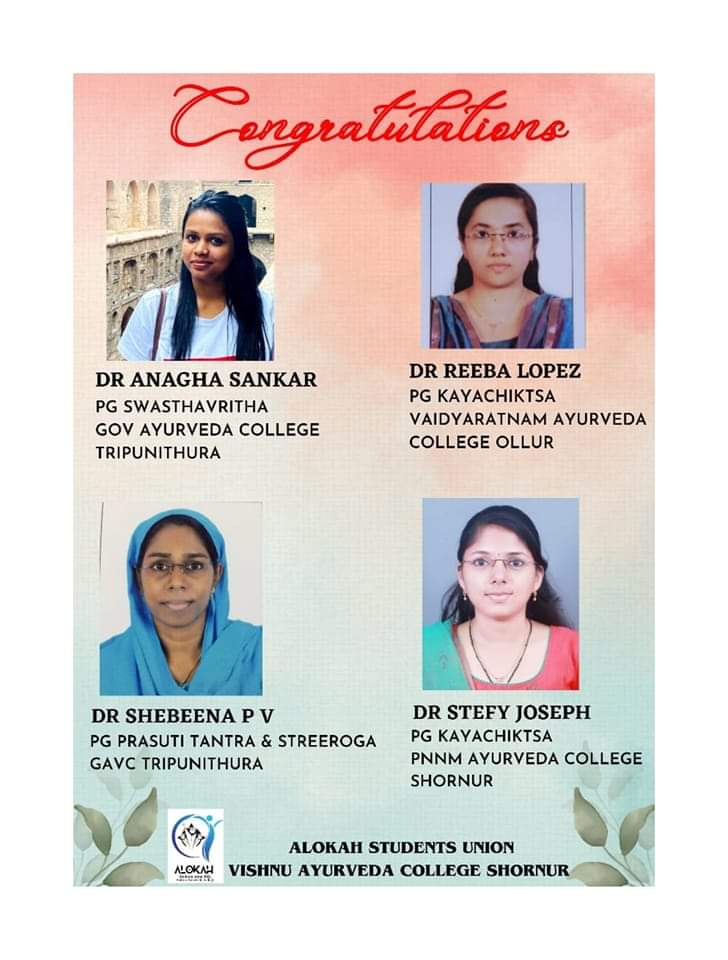 Congratulations
DR ANAGHA SANKAR
PG SWASTHAVRITHA
GOV AYURVEDA COLLEGE
TRIPUNITHURA
DR REEBA LOPEZ
PG KAYACHIKTSA
VAIDYARATNAM AYURVEDA
COLLEGE OLLUR
DR SHEBEENA P V
PG PRASUTI TANTRA & STREEROGA
GAVC TRIPUNITHURA
DR STEFY JOSEPH
PG KAYACHIKTSA
PNNM AYURVEDA COLLEGE
SHORNUR
ALOKAH
ALOKAH STUDENTS UNION
VISHNU AYURVEDA COLLEGE SHORNUR